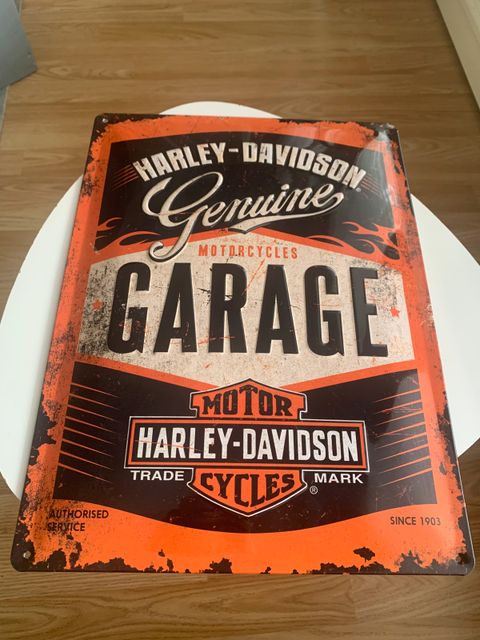 HARLEY-DAVIDSON®
Genuine
MOTORCYCLES
GARAGE
MOTOR
HARLEY-DAVIDSON
TRADE MARK
CYCLES ®
AUTHORISED
SERVICE
SINCE 1903